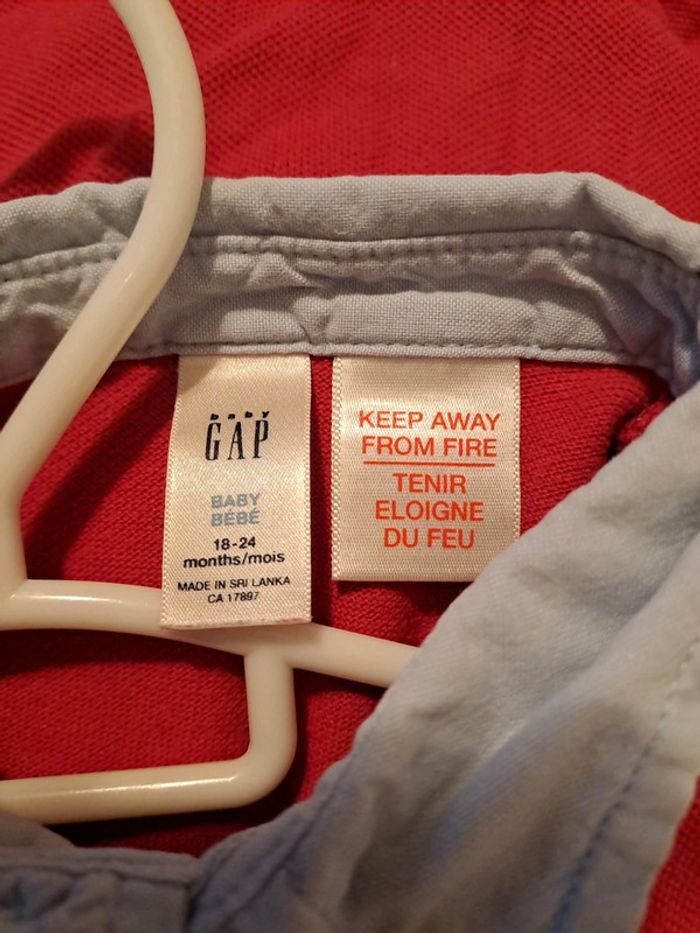 baby
GAP
BABY
BÉBÉ
18-24
months/mois
MADE IN SRI LANKA
CA 17897
KEEP AWAY
FROM FIRE
TENIR
ELOIGNE
DU FEU